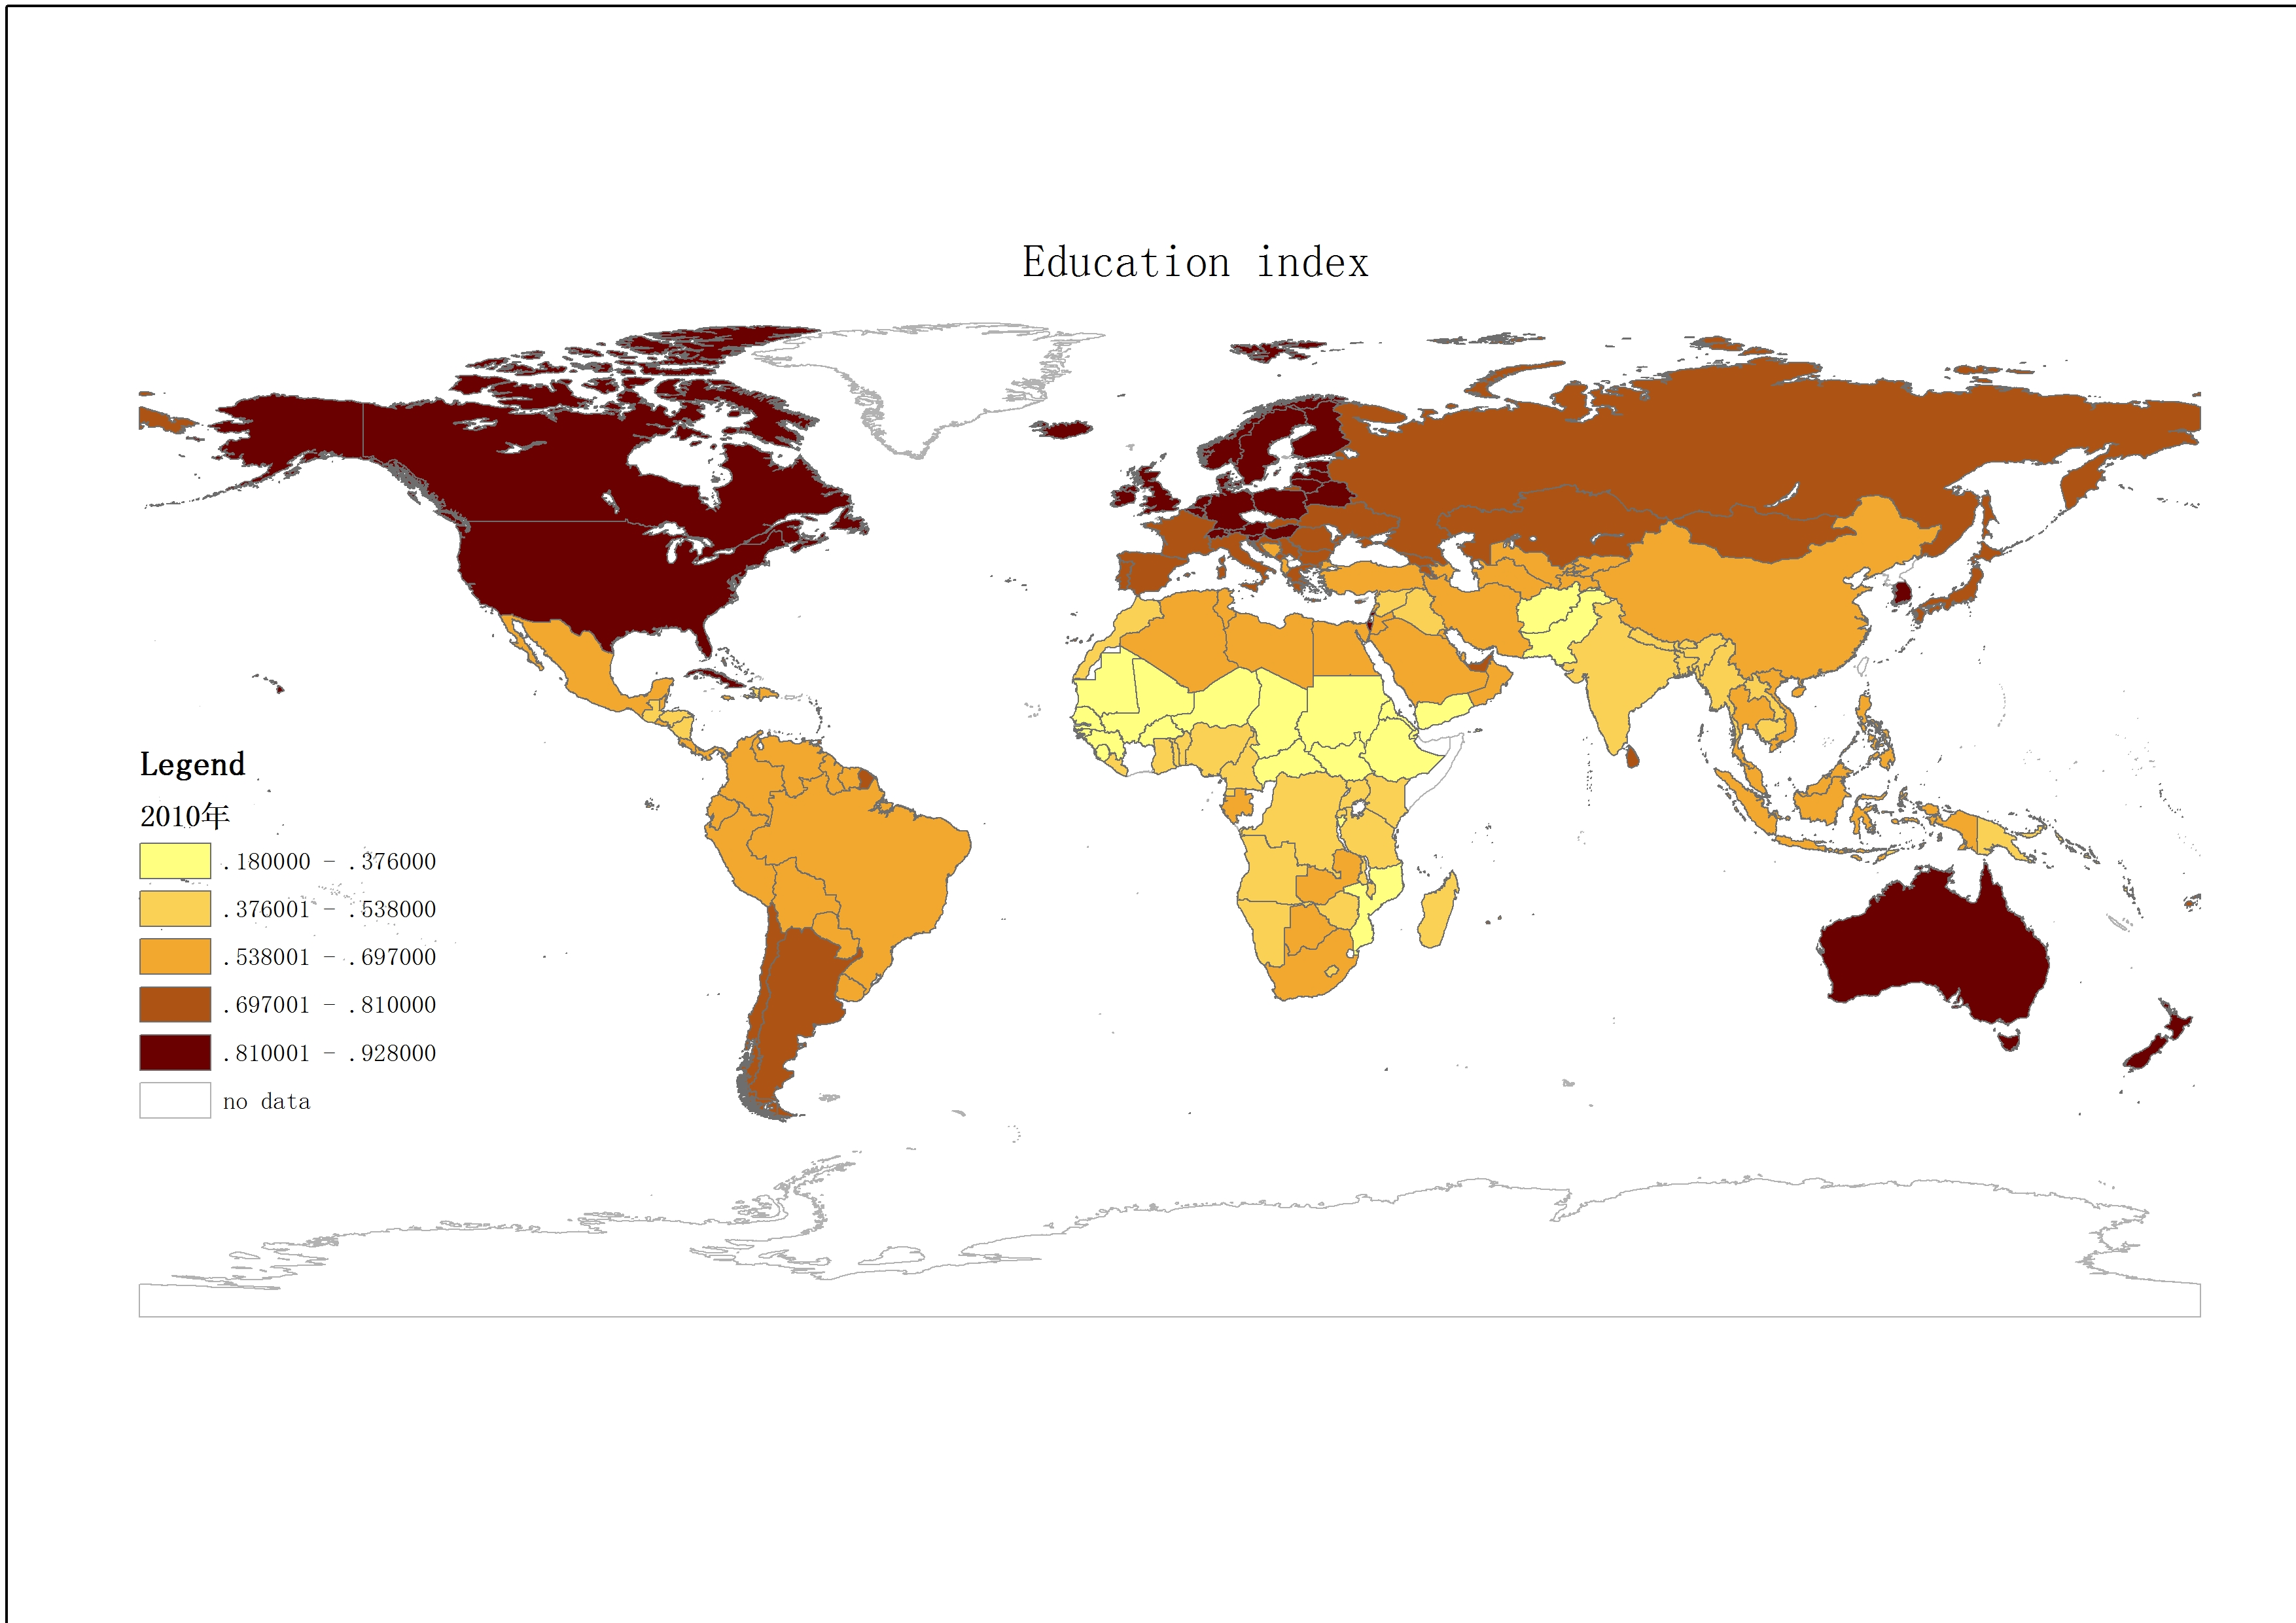 Education index
Legend
2010年
.180000 - .376000
.376001 - .538000
.538001 - .697000
.697001 - .810000
.810001 - .928000
no data